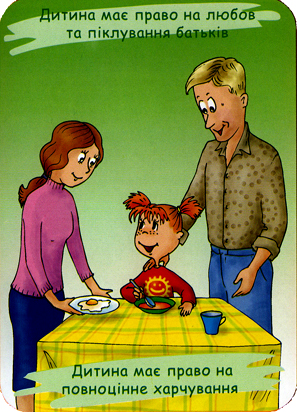 Дитина має право на любов
та піклування батьків
Дитина має право на
повноцінне харчування